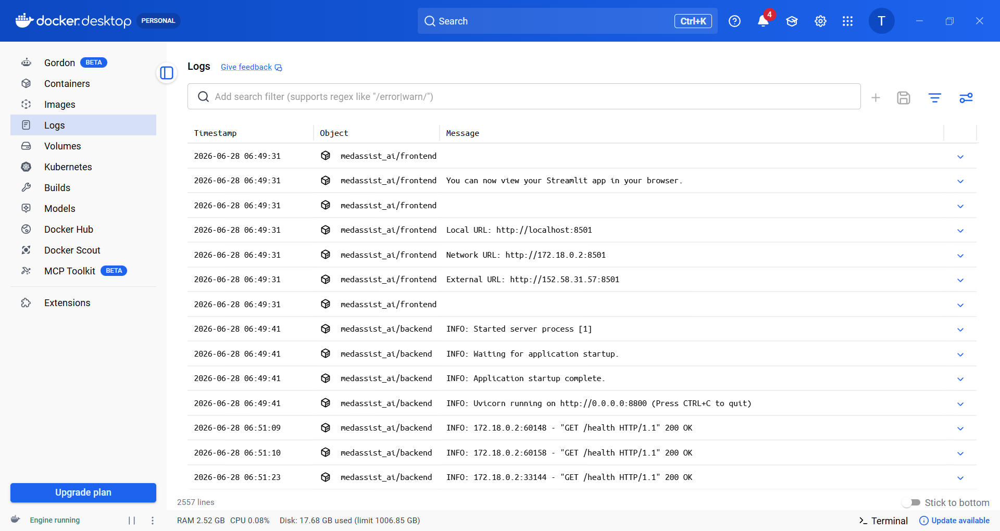 docker.desktop PERSONAL
Search Ctrl+K
4
T
Gordon BETA
Containers
Images
Logs
Volumes
Kubernetes
Builds
Models
Docker Hub
Docker Scout
MCP Toolkit BETA
Extensions
Upgrade plan
Engine running
Logs Give feedback
Add search filter (supports regex like "/error|warn/")
Timestamp Object Message
2026-06-28 06:49:31 medassist_ai/frontend
2026-06-28 06:49:31 medassist_ai/frontend You can now view your Streamlit app in your browser.
2026-06-28 06:49:31 medassist_ai/frontend
2026-06-28 06:49:31 medassist_ai/frontend Local URL: http://localhost:8501
2026-06-28 06:49:31 medassist_ai/frontend Network URL: http://172.18.0.2:8501
2026-06-28 06:49:31 medassist_ai/frontend External URL: http://152.58.31.57:8501
2026-06-28 06:49:31 medassist_ai/frontend
2026-06-28 06:49:41 medassist_ai/backend INFO: Started server process [1]
2026-06-28 06:49:41 medassist_ai/backend INFO: Waiting for application startup.
2026-06-28 06:49:41 medassist_ai/backend INFO: Application startup complete.
2026-06-28 06:49:41 medassist_ai/backend INFO: Uvicorn running on http://0.0.0.0:8800 (Press CTRL+C to quit)
2026-06-28 06:51:09 medassist_ai/backend INFO: 172.18.0.2:60148 - "GET /health HTTP/1.1" 200 OK
2026-06-28 06:51:10 medassist_ai/backend INFO: 172.18.0.2:60158 - "GET /health HTTP/1.1" 200 OK
2026-06-28 06:51:23 medassist_ai/backend INFO: 172.18.0.2:33144 - "GET /health HTTP/1.1" 200 OK
2557 lines
Stick to bottom
RAM 2.52 GB CPU 0.08% Disk: 17.68 GB used (limit 1006.85 GB)
Terminal Update available